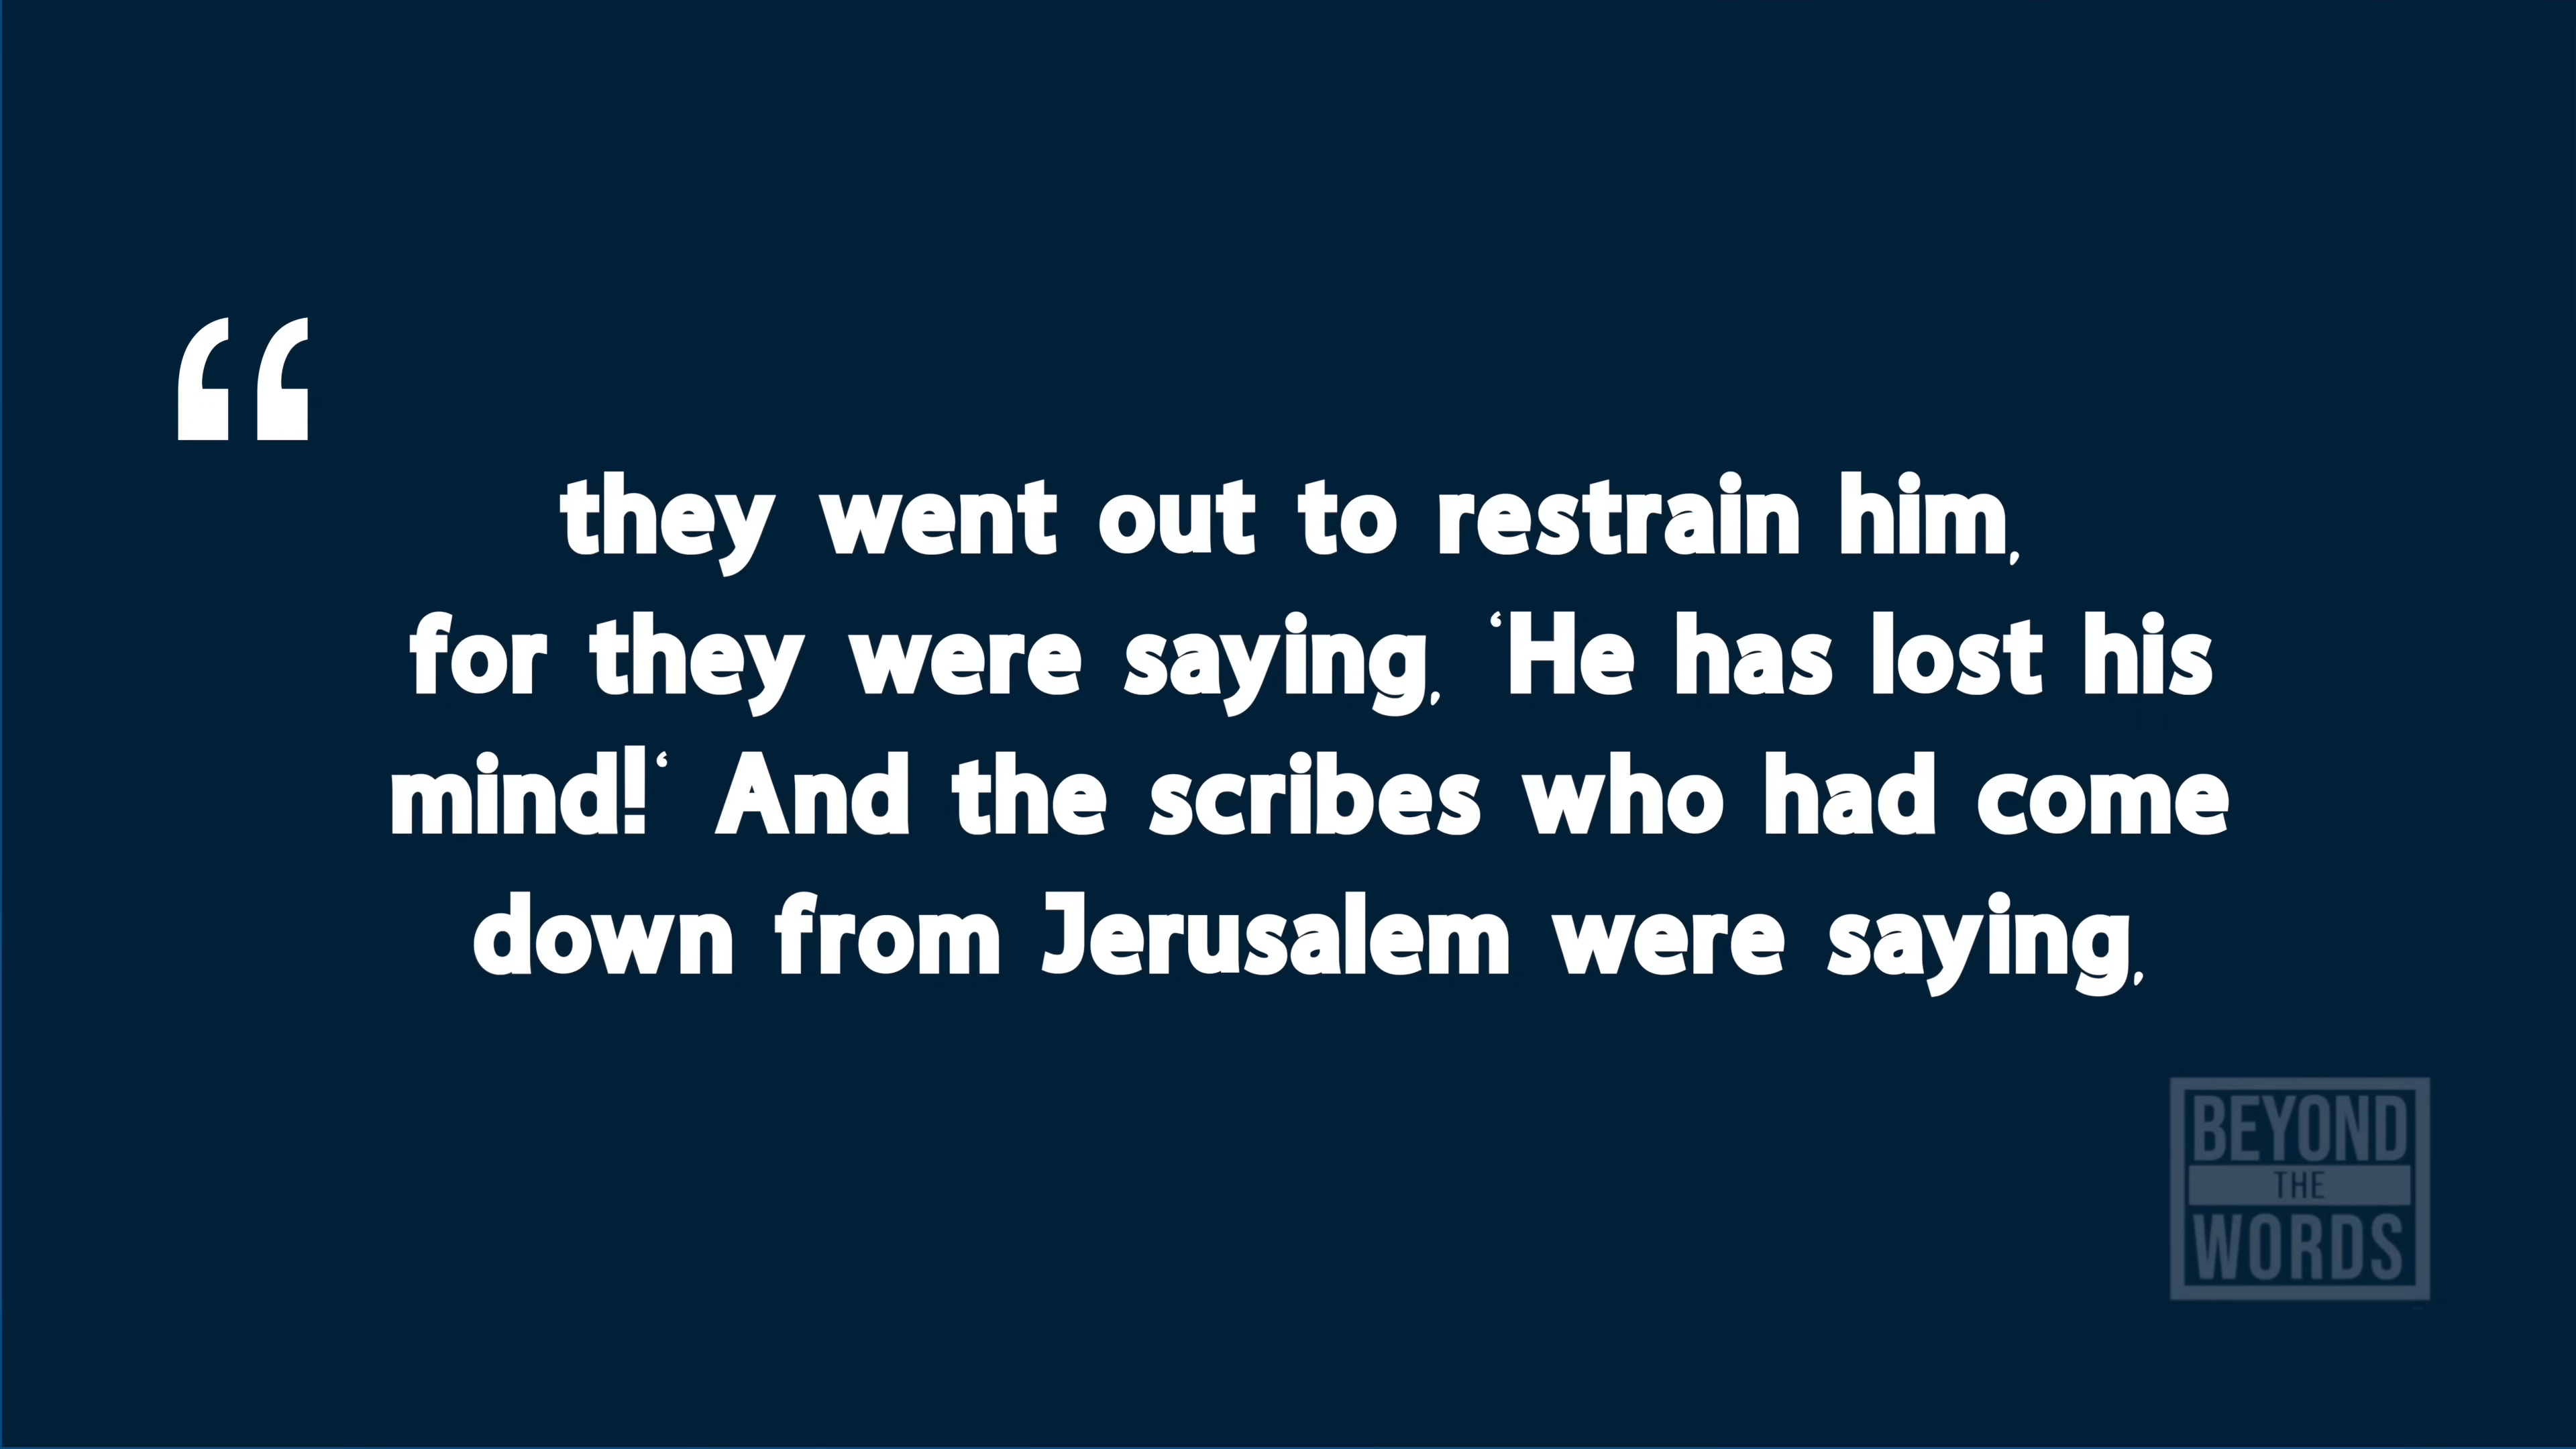 “
they went out to restrain him,
for they were saying, ‘He has lost his
mind!‘ And the scribes who had come
down from Jerusalem were saying,
BEYOND
THE
WORDS